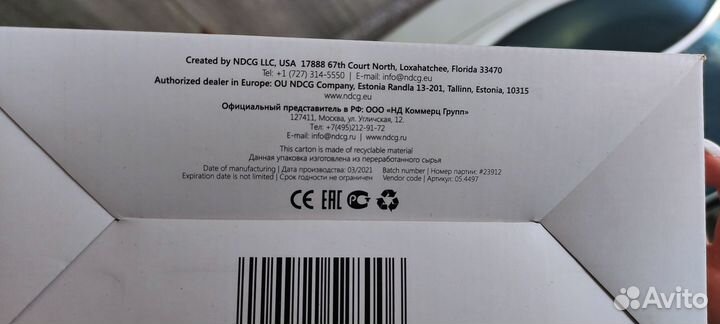 Created by NDCG LLC, USA 17888 67th Court North, Loxahatchee, Florida 33470
Tel: +1 (727) 314-5550 | E-mail: info@ndcg.eu
Authorized dealer in Europe: OU NDCG Company, Estonia Randla 13-201, Tallinn, Estonia, 10315
www.ndcg.eu
Официальный представитель в РФ: ООО «НД Коммерц Групп»
127411, Москва, ул. Угличская, 12.
Тел: +7(495)212-91-72
E-mail: info@ndcg.ru | www.ndcg.ru
This carton is made of recyclable material
Данная упаковка изготовлена из переработанного сырья
Date of manufacturing | Дата производства: 03/2021 Batch number | Номер партии: #23912
Expiration date is not limited | Срок годности не ограничен Vendor code | Артикул: 05.4497
CE EAC PC
Avito